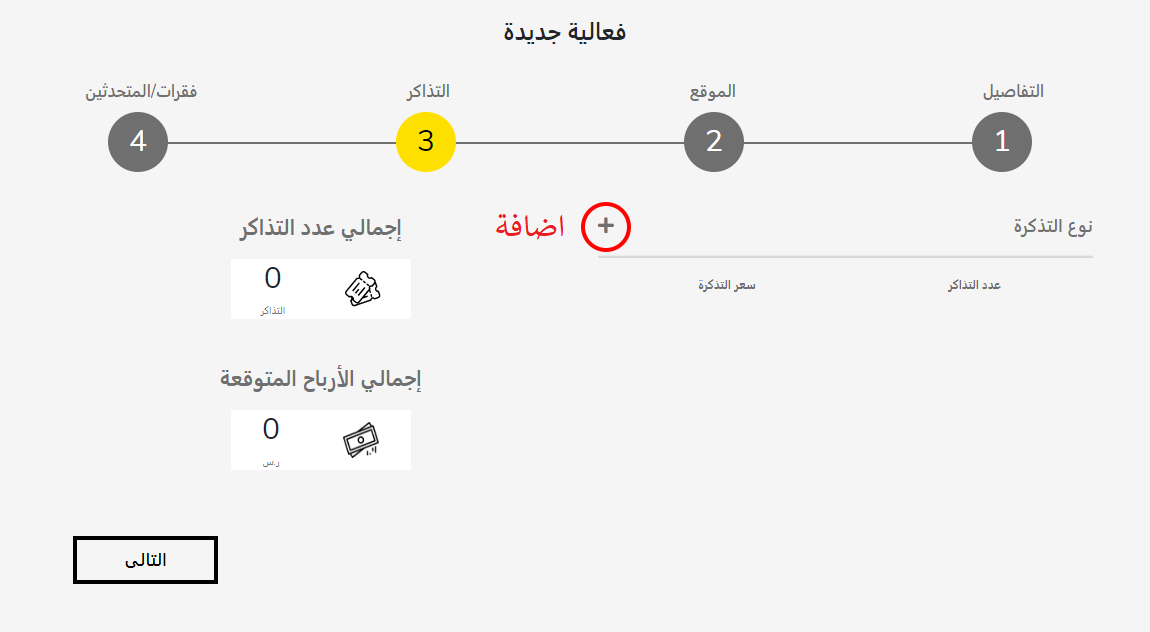 فعالية جديدة
التفاصيل
الموقع
التذاكر
فقرات/المتحدثين
1
2
3
4
نوع التذكرة
+
اضافة
عدد التذاكر
سعر التذكرة
إجمالي عدد التذاكر
0
التذاكر
إجمالي الأرباح المتوقعة
0
ر.س
التالى